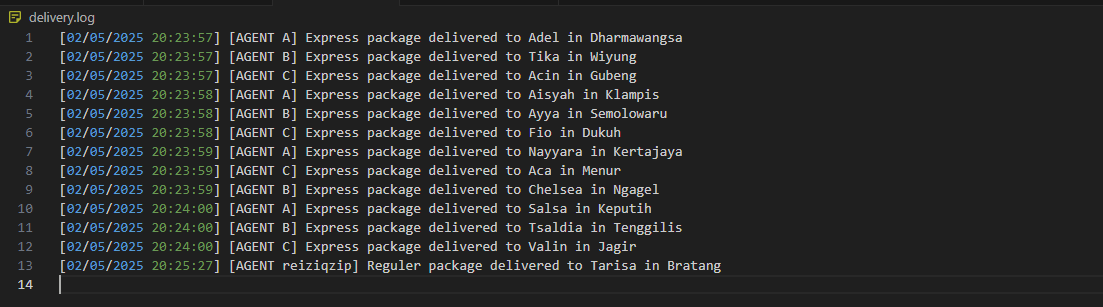 delivery.log
1 [02/05/2025 20:23:57] [AGENT A] Express package delivered to Adel in Dharmawangsa
2 [02/05/2025 20:23:57] [AGENT B] Express package delivered to Tika in Wiyung
3 [02/05/2025 20:23:57] [AGENT C] Express package delivered to Acin in Gubeng
4 [02/05/2025 20:23:58] [AGENT A] Express package delivered to Aisyah in Klampis
5 [02/05/2025 20:23:58] [AGENT B] Express package delivered to Ayya in Semolowaru
6 [02/05/2025 20:23:58] [AGENT C] Express package delivered to Fio in Dukuh
7 [02/05/2025 20:23:59] [AGENT A] Express package delivered to Nayyara in Kertajaya
8 [02/05/2025 20:23:59] [AGENT C] Express package delivered to Aca in Menur
9 [02/05/2025 20:23:59] [AGENT B] Express package delivered to Chelsea in Ngagel
10 [02/05/2025 20:24:00] [AGENT A] Express package delivered to Salsa in Keputih
11 [02/05/2025 20:24:00] [AGENT B] Express package delivered to Tsaldia in Tenggilis
12 [02/05/2025 20:24:00] [AGENT C] Express package delivered to Valin in Jagir
13 [02/05/2025 20:25:27] [AGENT reiziqzip] Reguler package delivered to Tarisa in Bratang
14